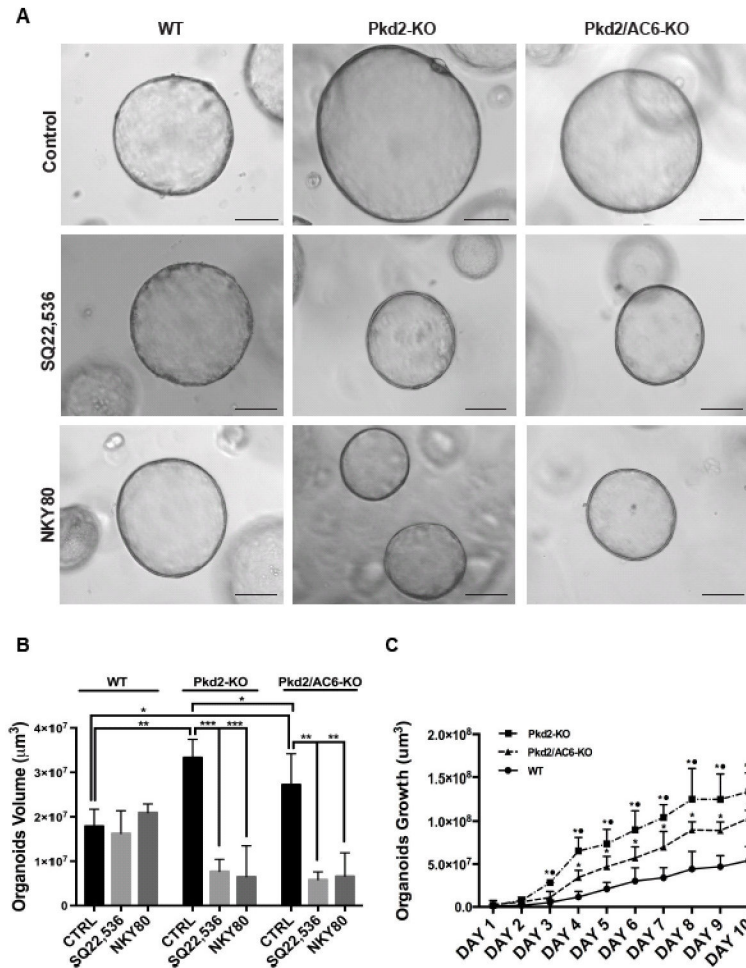 A
WT
Pkd2-KO
Pkd2/AC6-KO
Control
SQ22,536
NKY80
B
WT
Pkd2-KO
Pkd2/AC6-KO
*
*
**
***
***
**
**
Organoids Volume (μm³)
4×10⁷
3×10⁷
2×10⁷
1×10⁷
0
CTRL
SQ22,536
NKY80
CTRL
SQ22,536
NKY80
CTRL
SQ22,536
NKY80
C
Organoids Growth (um³)
2.0×10⁸
1.5×10⁸
1.0×10⁸
5.0×10⁷
0.0
Pkd2-KO
Pkd2/AC6-KO
WT
DAY 1
DAY 2
DAY 3
DAY 4
DAY 5
DAY 6
DAY 7
DAY 8
DAY 9
DAY 10